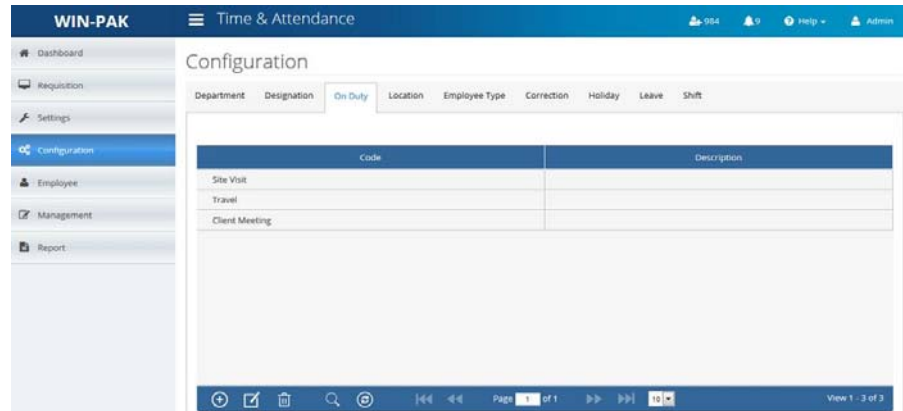 WIN-PAK
Time & Attendance
984
9
Help
Admin
Dashboard
Requisition
Settings
Configuration
Employee
Management
Report
Configuration
Department Designation On Duty Location Employee Type Correction Holiday Leave Shift
Code Description
Site Visit
Travel
Client Meeting
Page 1 of 1 10 View 1 - 3 of 3